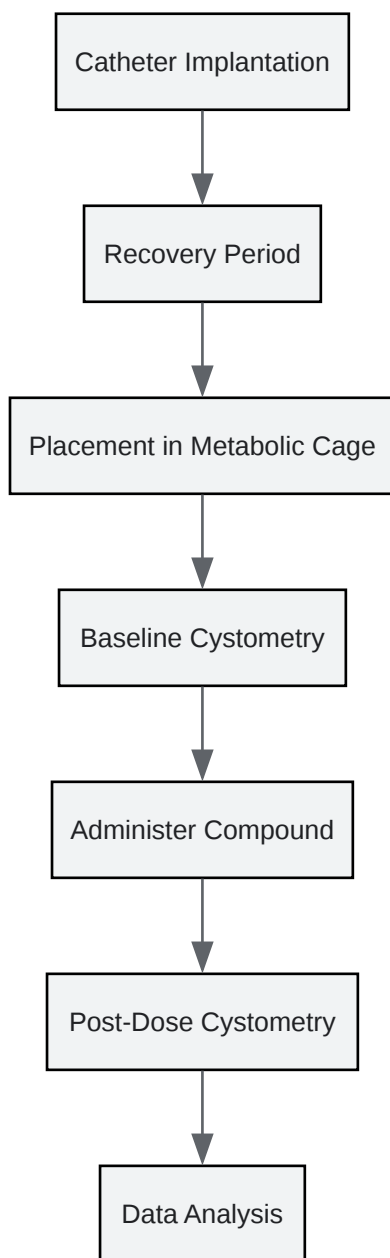 Catheter Implantation
Recovery Period
Placement in Metabolic Cage
Baseline Cystometry
Administer Compound
Post-Dose Cystometry
Data Analysis